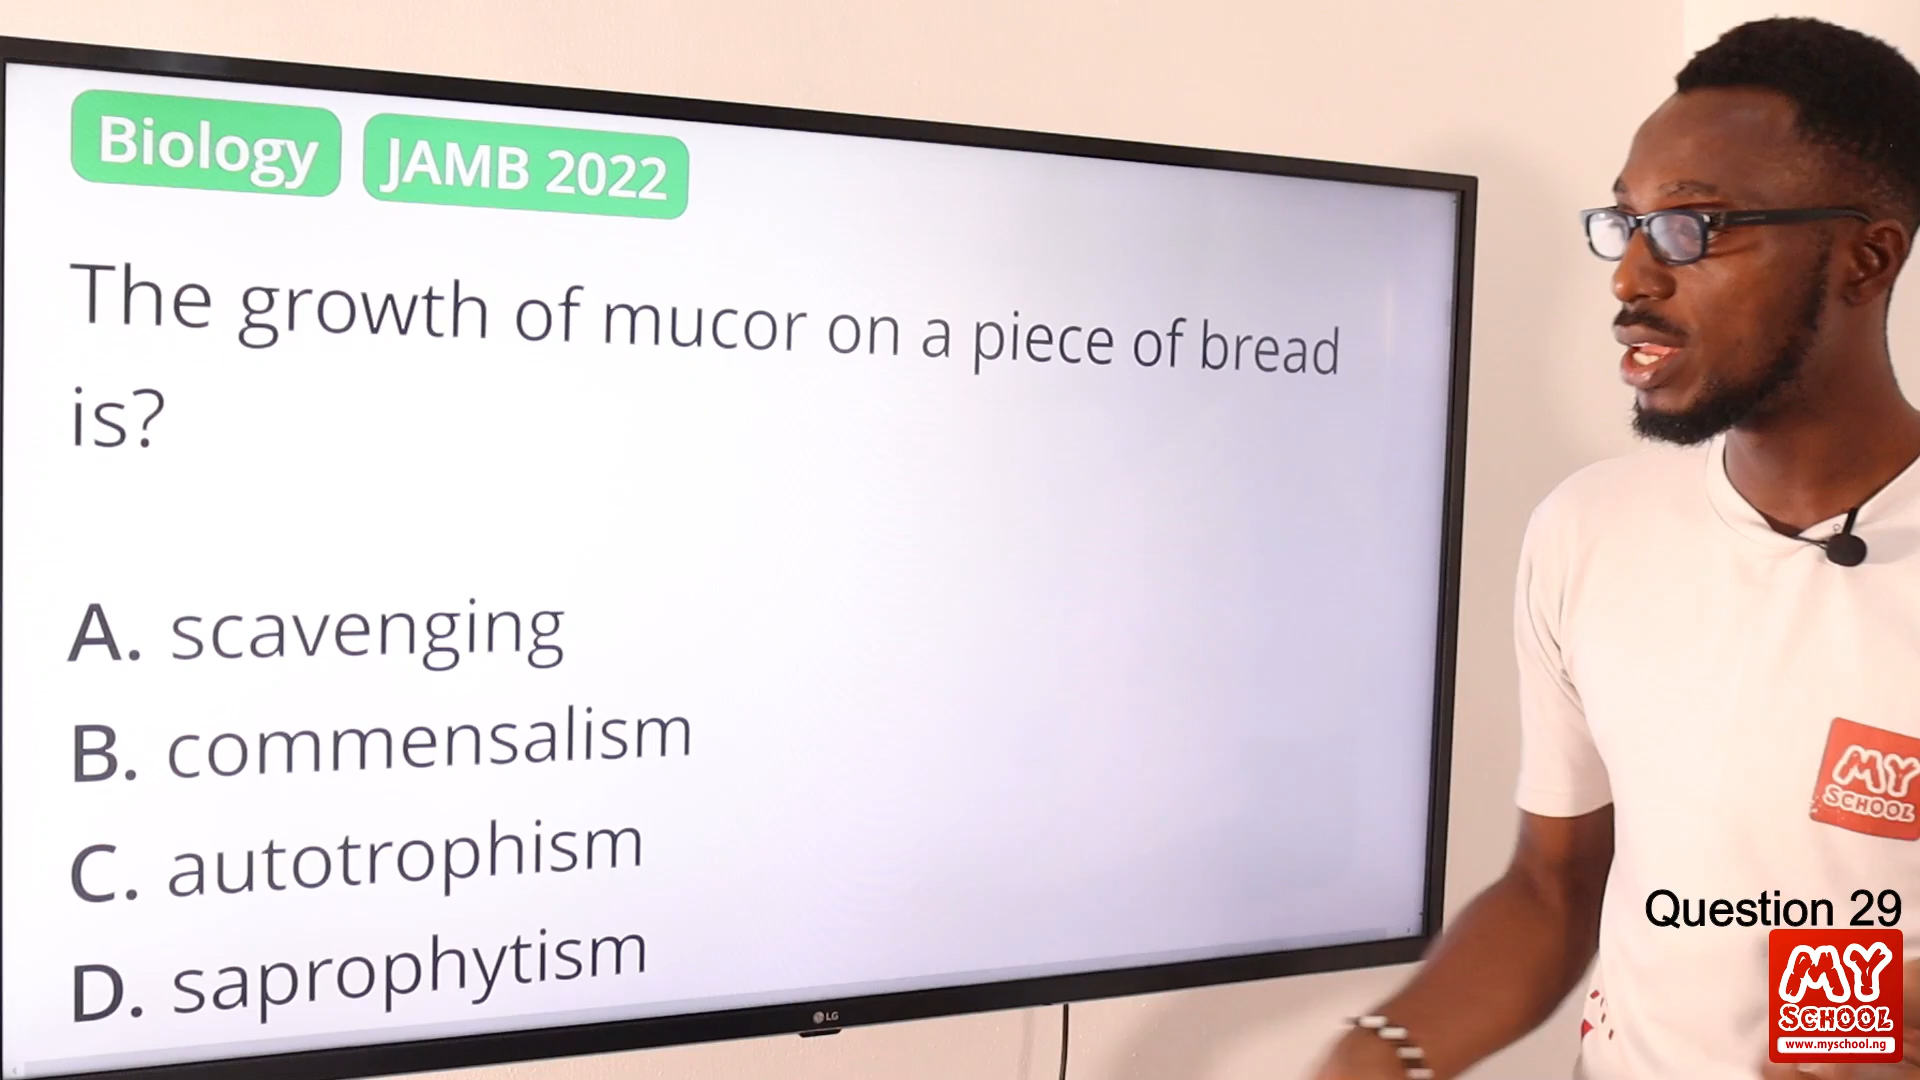 Biology JAMB 2022
The growth of mucor on a piece of bread
is?
A. scavenging
B. commensalism
C. autotrophism
D. saprophytism
LG
MY
SCHOOL
Question 29
MY
SCHOOL
www.myschool.ng